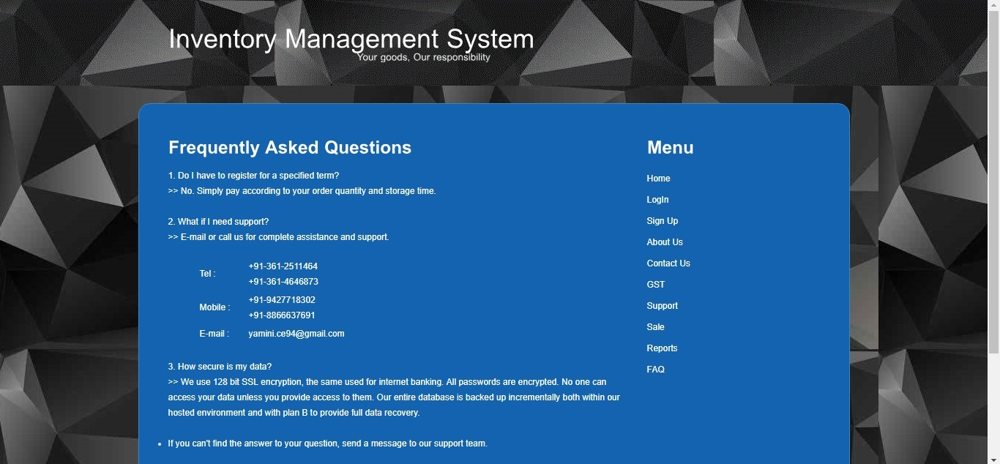 Inventory Management System
Your goods, Our responsibility
Frequently Asked Questions
1. Do I have to register for a specified term?
>> No. Simply pay according to your order quantity and storage time.
2. What if I need support?
>> E-mail or call us for complete assistance and support.
Tel :
+91-361-2511464
+91-361-4646873
Mobile :
+91-9427718302
+91-8866637691
E-mail : yamini.ce94@gmail.com
3. How secure is my data?
>> We use 128 bit SSL encryption, the same used for internet banking. All passwords are encrypted. No one can
access your data unless you provide access to them. Our entire database is backed up incrementally both within our
hosted environment and with plan B to provide full data recovery.
• If you can't find the answer to your question, send a message to our support team.
Menu
Home
LogIn
Sign Up
About Us
Contact Us
GST
Support
Sale
Reports
FAQ